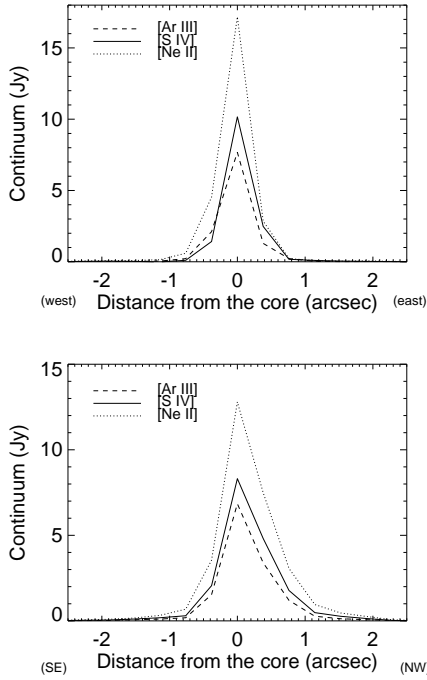 [Ar III]
[S IV]
[Ne II]
Continuum (Jy)
0
5
10
15
-2 -1 0 1 2
(west) Distance from the core (arcsec) (east)
[Ar III]
[S IV]
[Ne II]
Continuum (Jy)
15
10
5
0
-2 -1 0 1 2
Distance from the core (arcsec)
(SE) (NW)